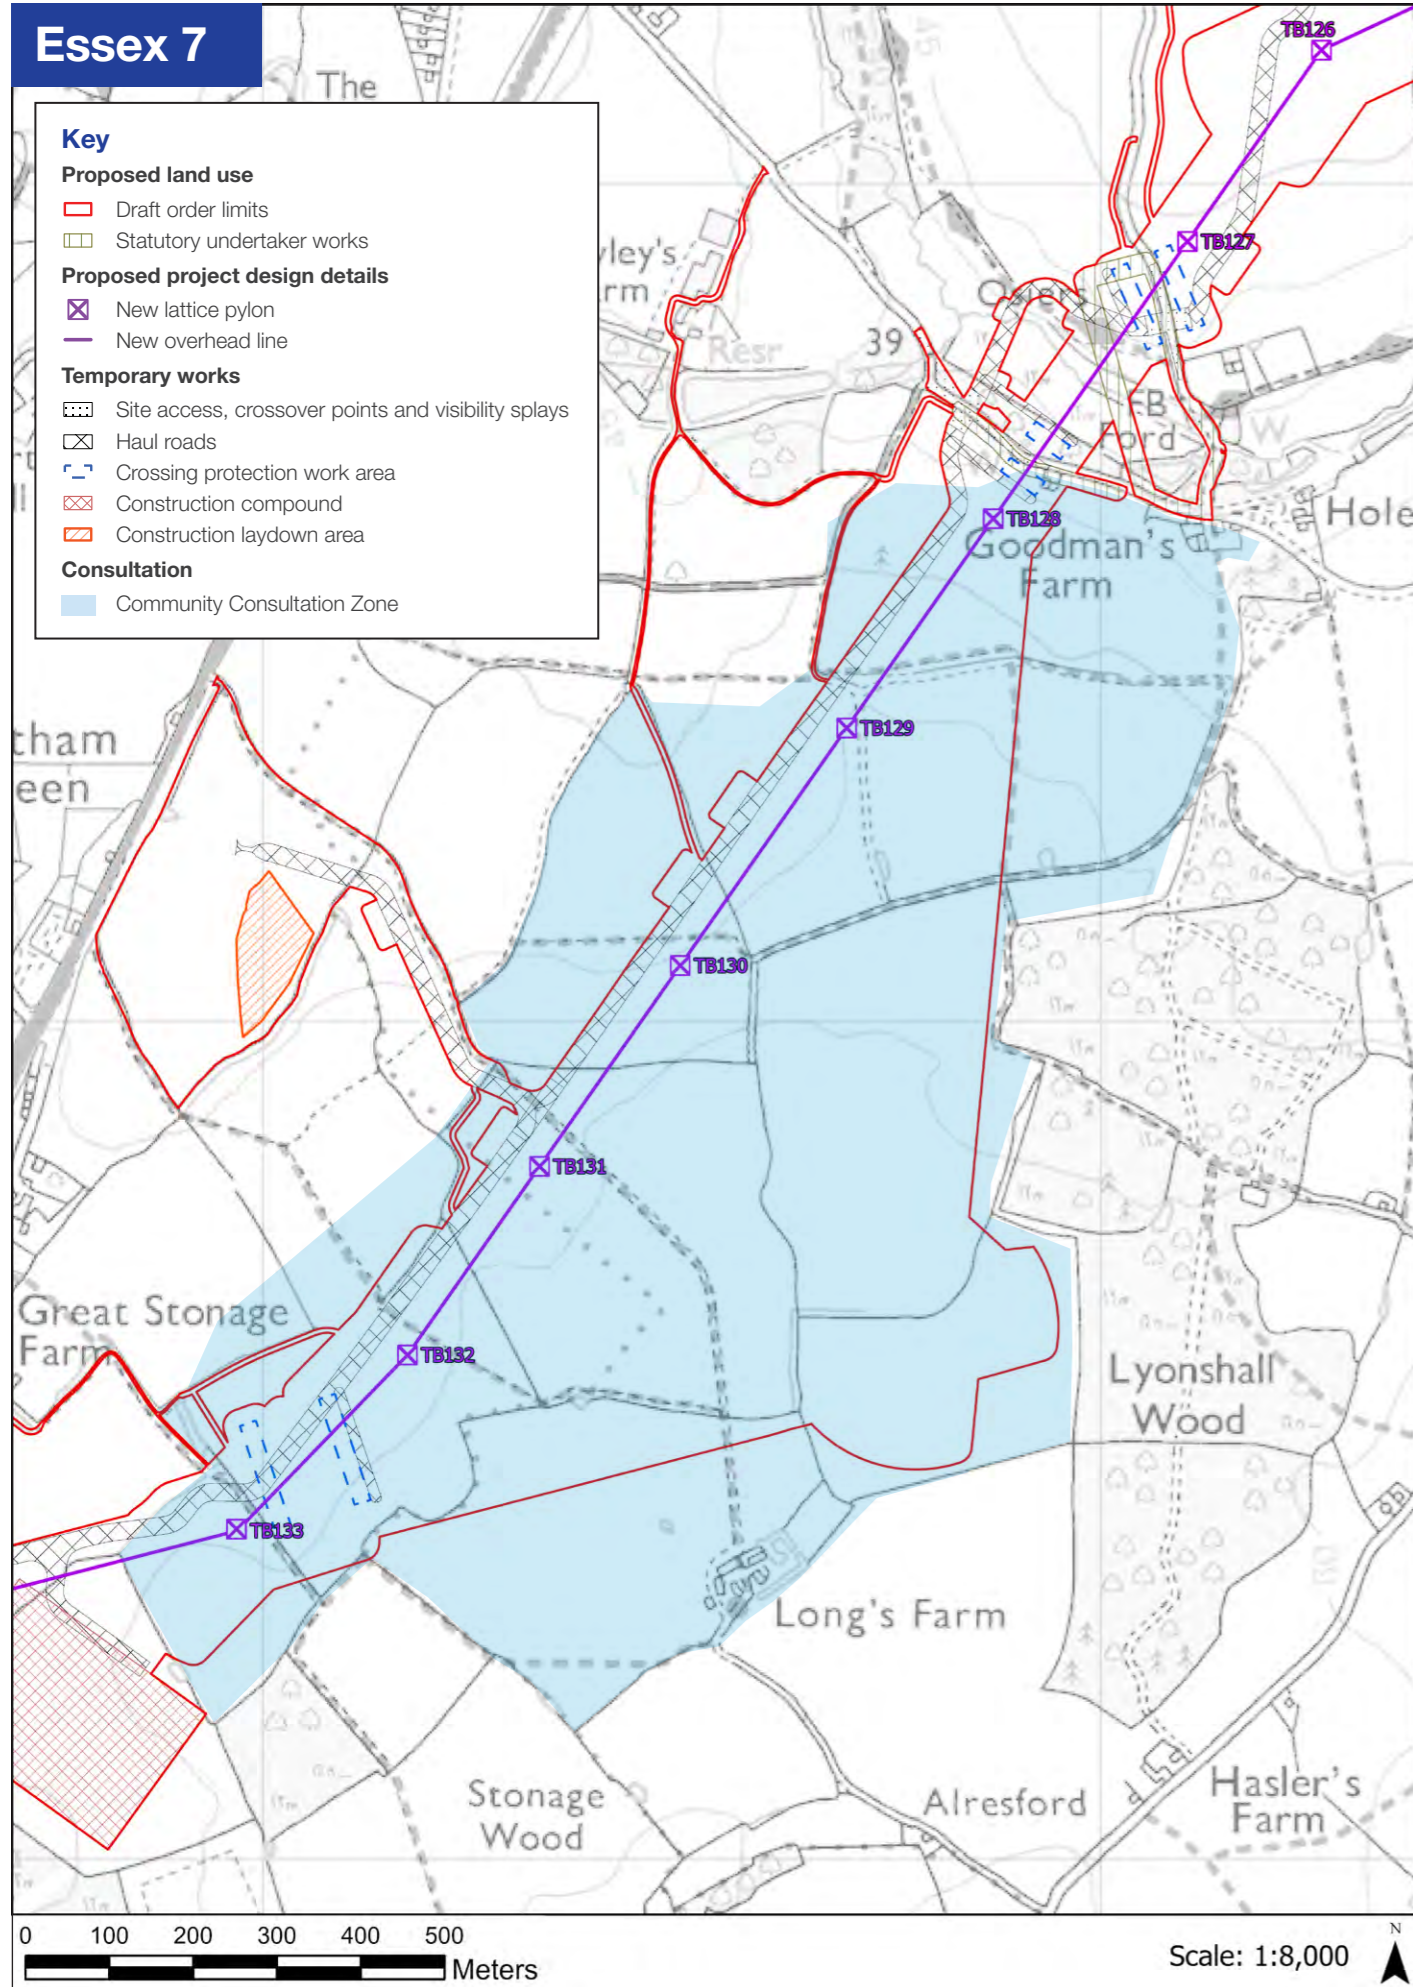 Essex 7
Key
Proposed land use
Draft order limits
Statutory undertaker works
Proposed project design details
New lattice pylon
New overhead line
Temporary works
Site access, crossover points and visibility splays
Haul roads
Crossing protection work area
Construction compound
Construction laydown area
Consultation
Community Consultation Zone
The
TB126
TB127
39
Resr
FB
Ford
W
TB128
Hole
Goodman's
Farm
TB129
tham
een
TB130
TB131
Great Stonage
Farm
TB132
Lyonshall
Wood
TB133
Long's Farm
Stonage
Wood
Alresford
Hasler's
Farm
0 100 200 300 400 500
Meters
Scale: 1:8,000
N